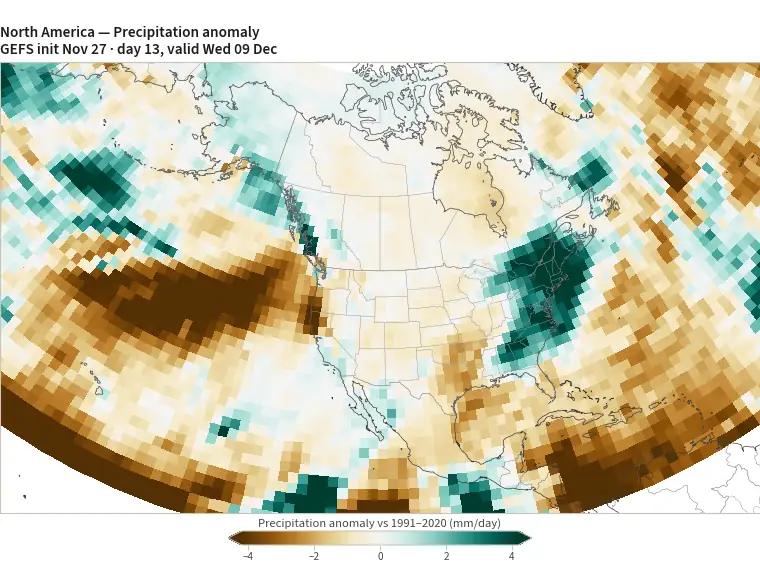 North America — Precipitation anomaly
GEFS init Nov 27 · day 13, valid Wed 09 Dec
Precipitation anomaly vs 1991–2020 (mm/day)
−4 −2 0 2 4